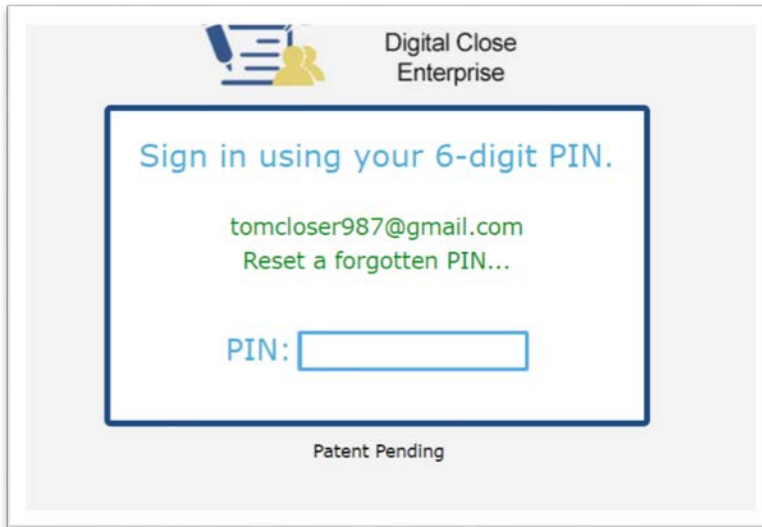 Digital Close
Enterprise
Sign in using your 6-digit PIN.
tomcloser987@gmail.com
Reset a forgotten PIN...
PIN:
Patent Pending